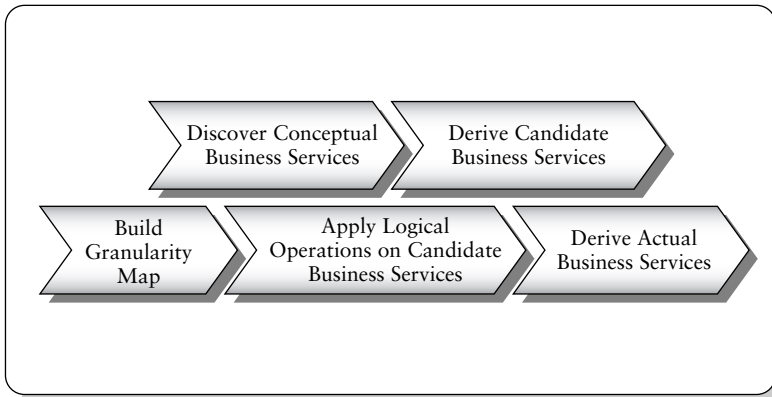 Discover Conceptual
Business Services
Derive Candidate
Business Services
Build
Granularity
Map
Apply Logical
Operations on Candidate
Business Services
Derive Actual
Business Services